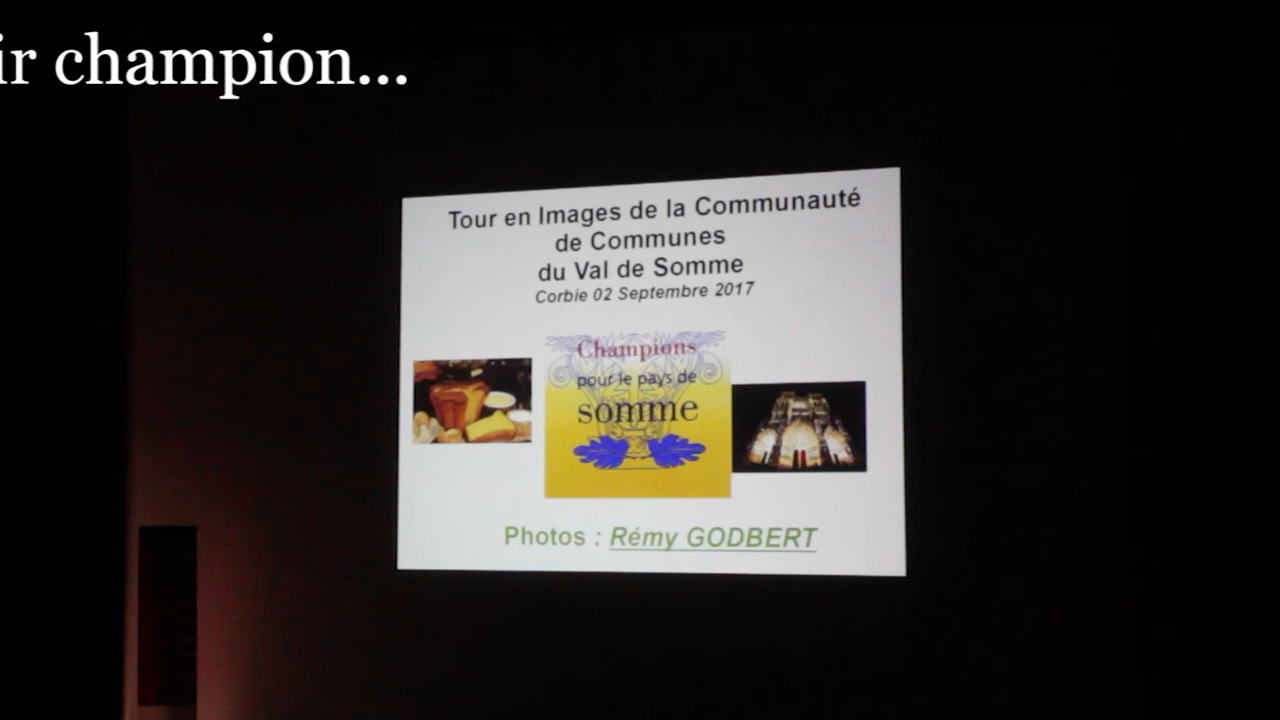 ir champion...
Tour en Images de la Communauté
de Communes
du Val de Somme
Corbie 02 Septembre 2017
Champions
pour le pays de
somme
Photos : Rémy GODBERT